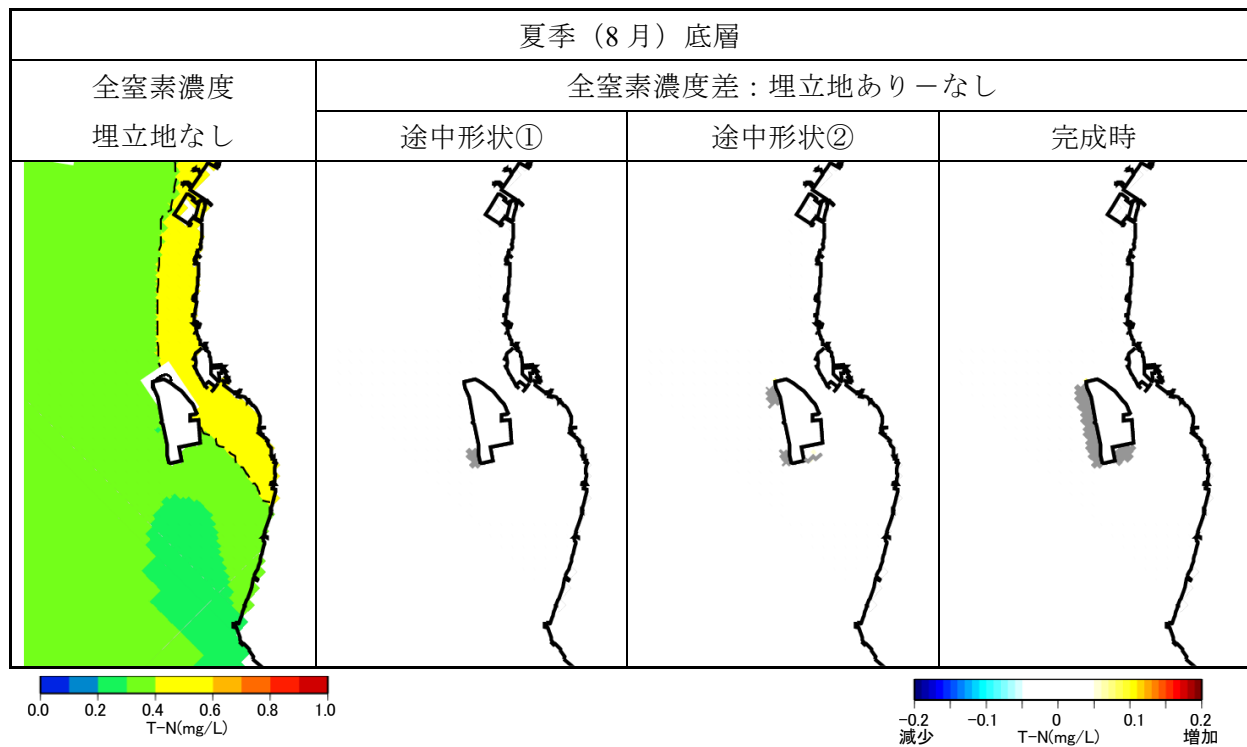 夏季（8 月）底層
全窒素濃度
埋立地なし
全窒素濃度差：埋立地あり－なし
途中形状①
途中形状②
完成時
0.0 0.2 0.4 0.6 0.8 1.0
T-N(mg/L)
-0.2 -0.1 0 0.1 0.2
減少 T-N(mg/L) 増加